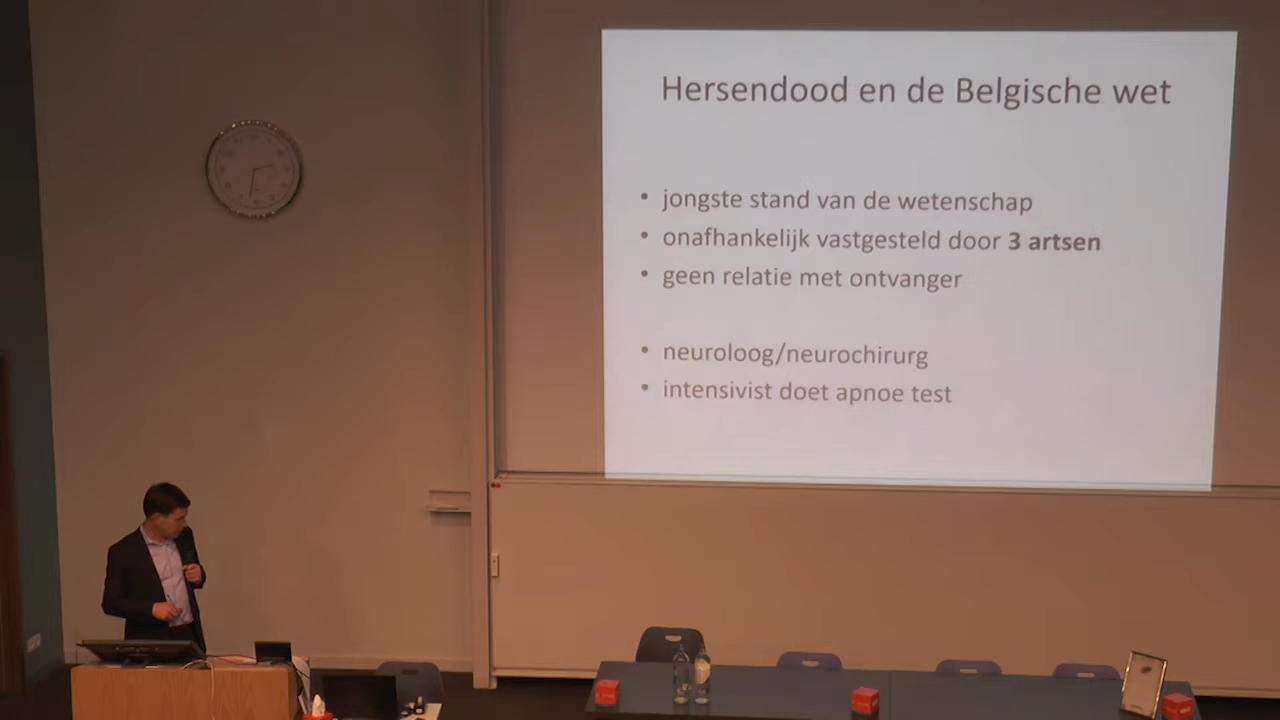 Hersendood en de Belgische wet
• jongste stand van de wetenschap
• onafhankelijk vastgesteld door 3 artsen
• geen relatie met ontvanger
• neuroloog/neurochirurg
• intensivist doet apnoe test